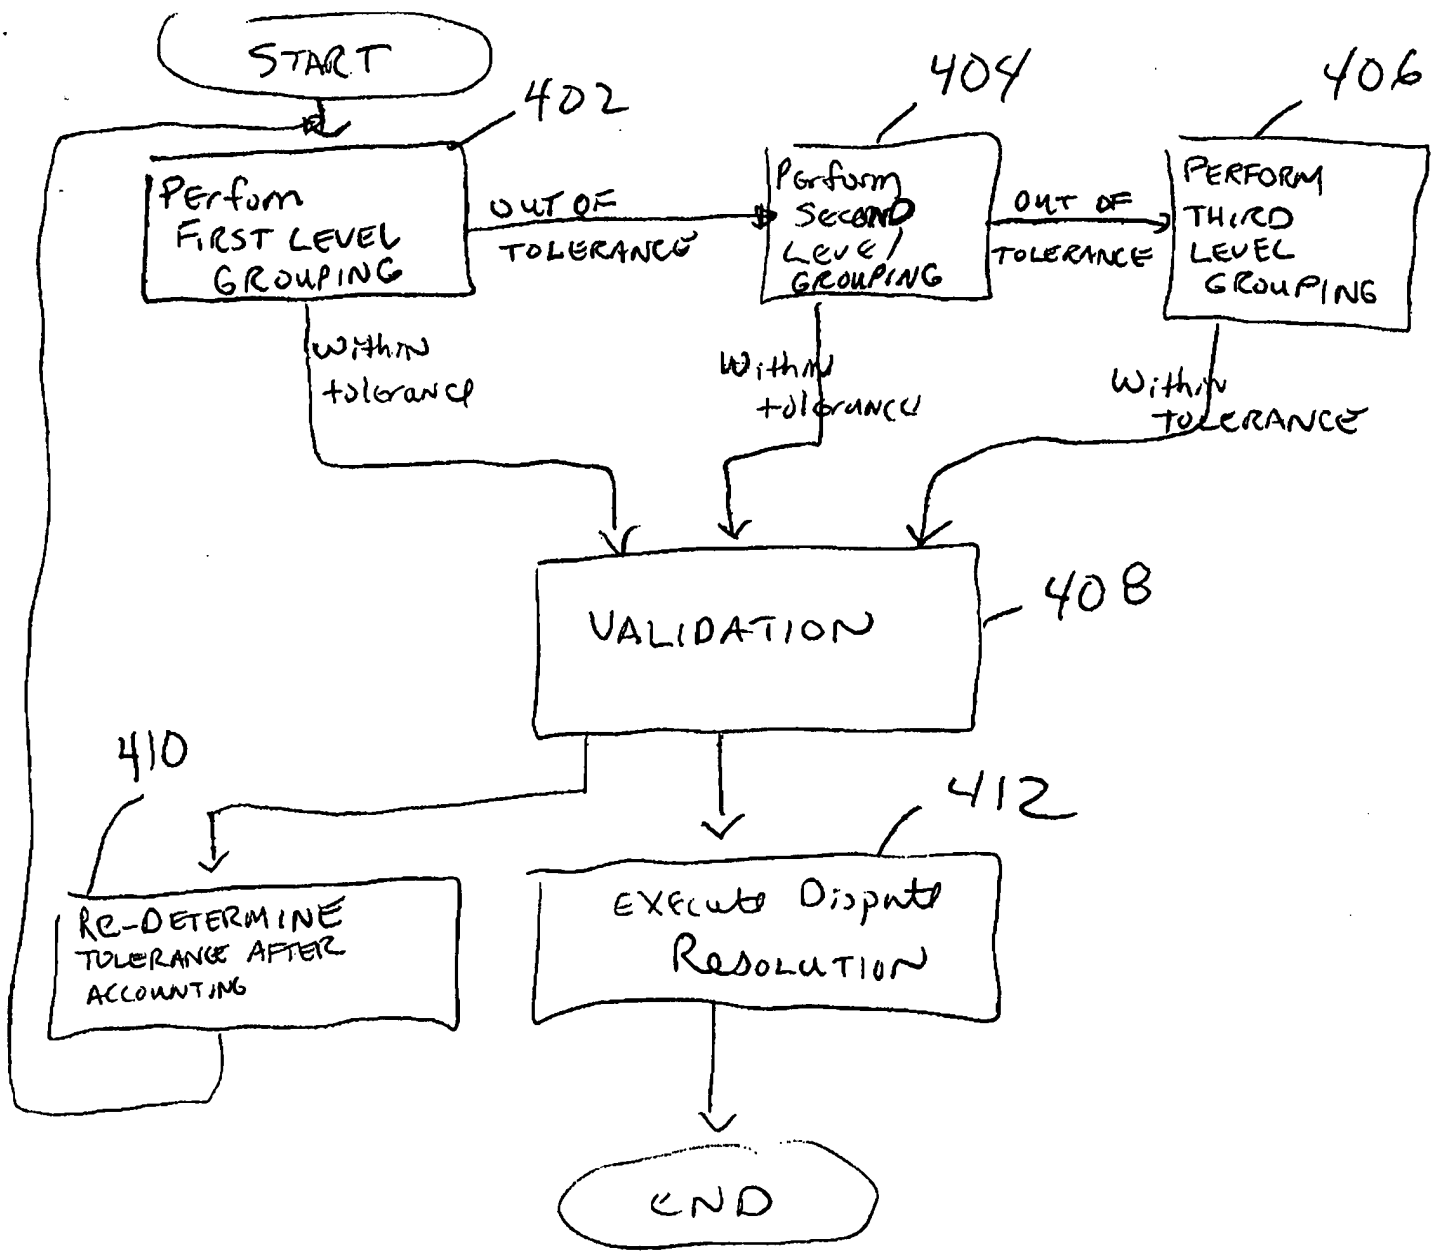 START
402
404
406
Perform
FIRST LEVEL
GROUPING
OUT OF
TOLERANCE
Perform
SECOND
Level
GROUPING
OUT OF
TOLERANCE
PERFORM
THIRD
LEVEL
GROUPING
Within
tolerance
Within
tolerance
Within
TOLERANCE
VALIDATION
408
410
412
Re-DETERMINE
TOLERANCE AFTER
ACCOUNTING
EXECute Dispute
ResoLUTION
END